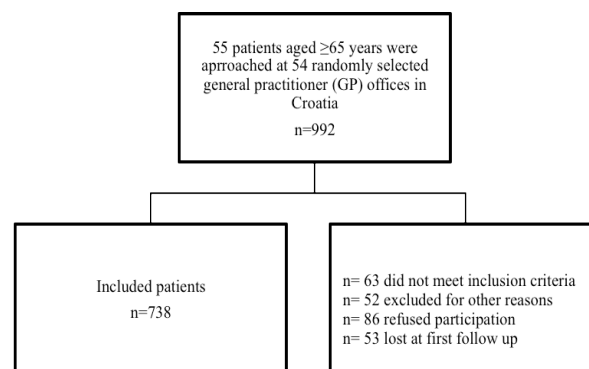 55 patients aged ≥65 years were
aprroached at 54 randomly selected
general practitioner (GP) offices in
Croatia
n=992
Included patients
n=738
n= 63 did not meet inclusion criteria
n= 52 excluded for other reasons
n= 86 refused participation
n= 53 lost at first follow up